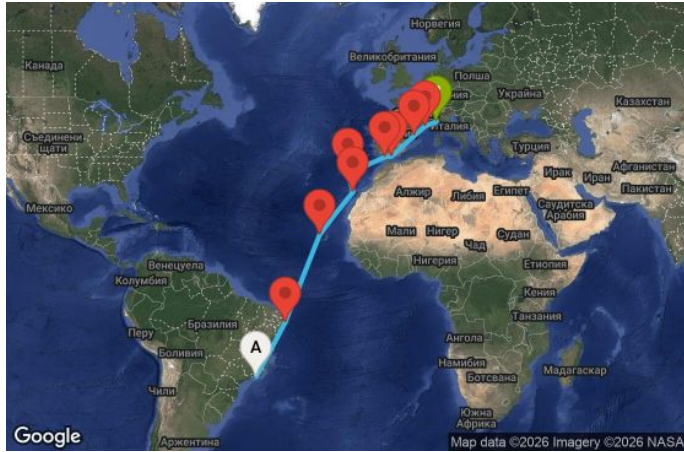 Норвегия
Великобритания
Полша
Канада
Украйна
Казахстан
Италия
Съединени
щати
Турция
Афганистан
Ирак
Иран
Пакистан
Алжир
Либия
Египет
Саудитска
Арабия
Мексико
Мали
Нигер
Чад
Судан
Нигерия
Етиопия
Венецуела
Колумбия
Кения
Перу
Бразилия
Танзания
A
Боливия
Ангола
Намибия
Ботсвана
Мадагаскар
Чили
Южна
Африка
Аржентина
Google
Map data ©2026 Imagery ©2026 NASA